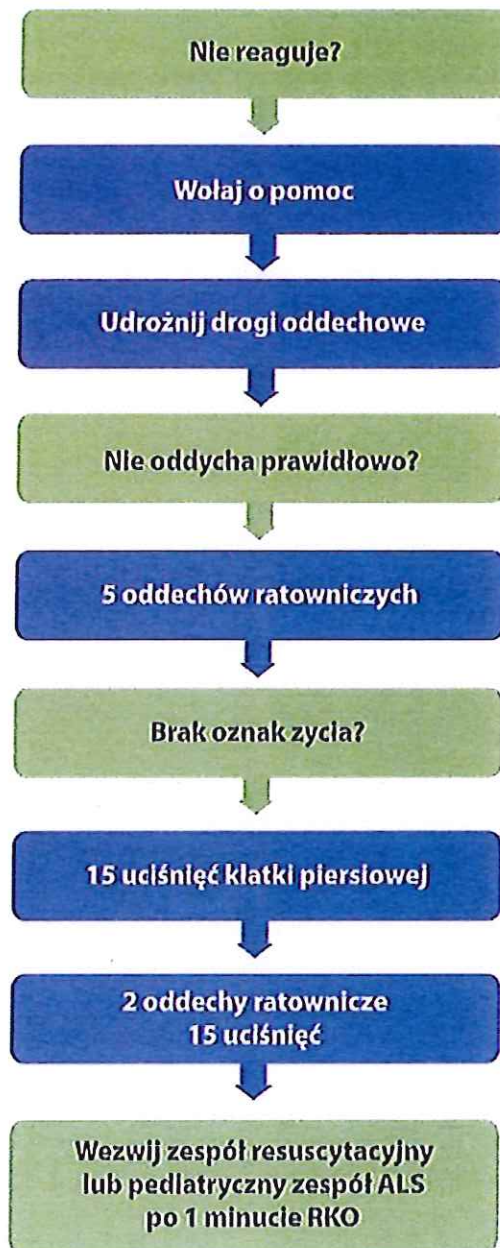 Nie reaguje?
Wołaj o pomoc
Udrożnij drogi oddechowe
Nie oddycha prawidłowo?
5 oddechów ratowniczych
Brak oznak zycia?
15 uciśnięć klatki piersiowej
2 oddechy ratownicze
15 uciśnięć
Wezwij zespół resuscytacyjny
lub pediatryczny zespół ALS
po 1 minucie RKO